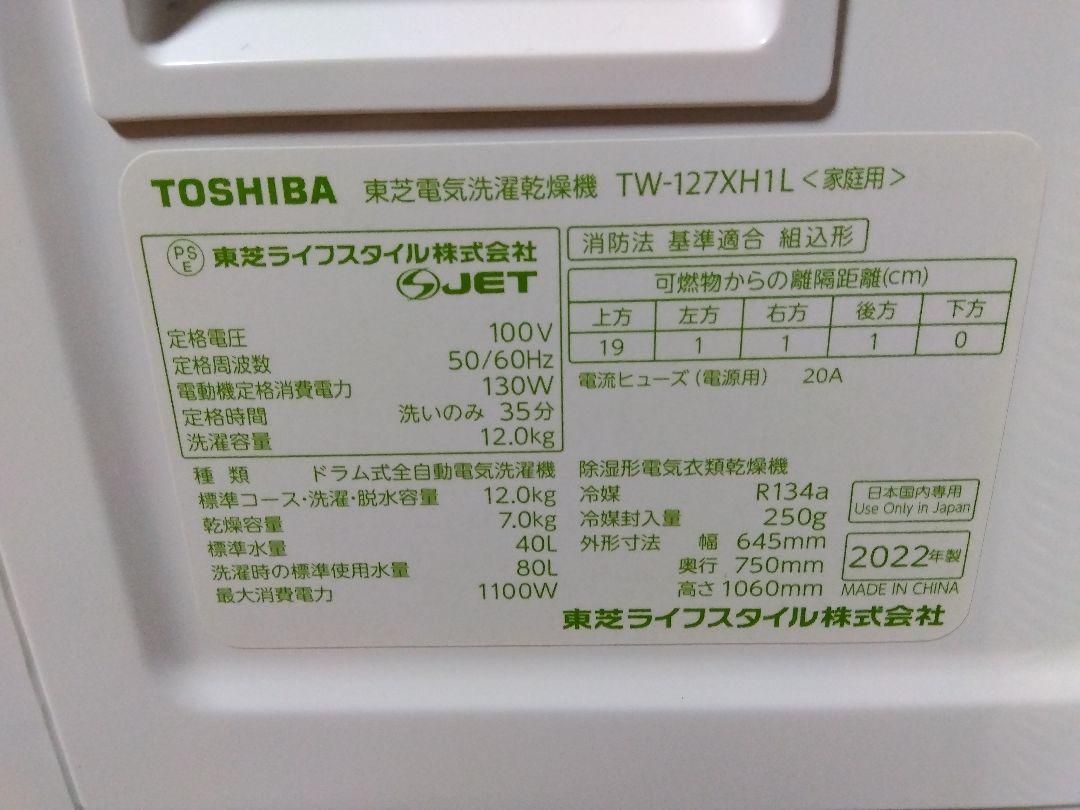 TOSHIBA 東芝電気洗濯乾燥機 TW-127XH1L <家庭用>
PSE 東芝ライフスタイル株式会社
SJET
定格電圧 100V
定格周波数 50/60Hz
電動機定格消費電力 130W
定格時間 洗いのみ 35分
洗濯容量 12.0kg
消防法 基準適合 組込形
可燃物からの離隔距離(cm)
上方 左方 右方 後方 下方
19 1 1 1 0
電流ヒューズ(電源用) 20A
種類 ドラム式全自動電気洗濯機
標準コース・洗濯・脱水容量 12.0kg
乾燥容量 7.0kg
標準水量 40L
洗濯時の標準使用水量 80L
最大消費電力 1100W
除湿形電気衣類乾燥機
冷媒 R134a
冷媒封入量 250g
外形寸法 幅 645mm
奥行 750mm
高さ 1060mm
日本国内専用
Use Only in Japan
2022年製
MADE IN CHINA
東芝ライフスタイル株式会社